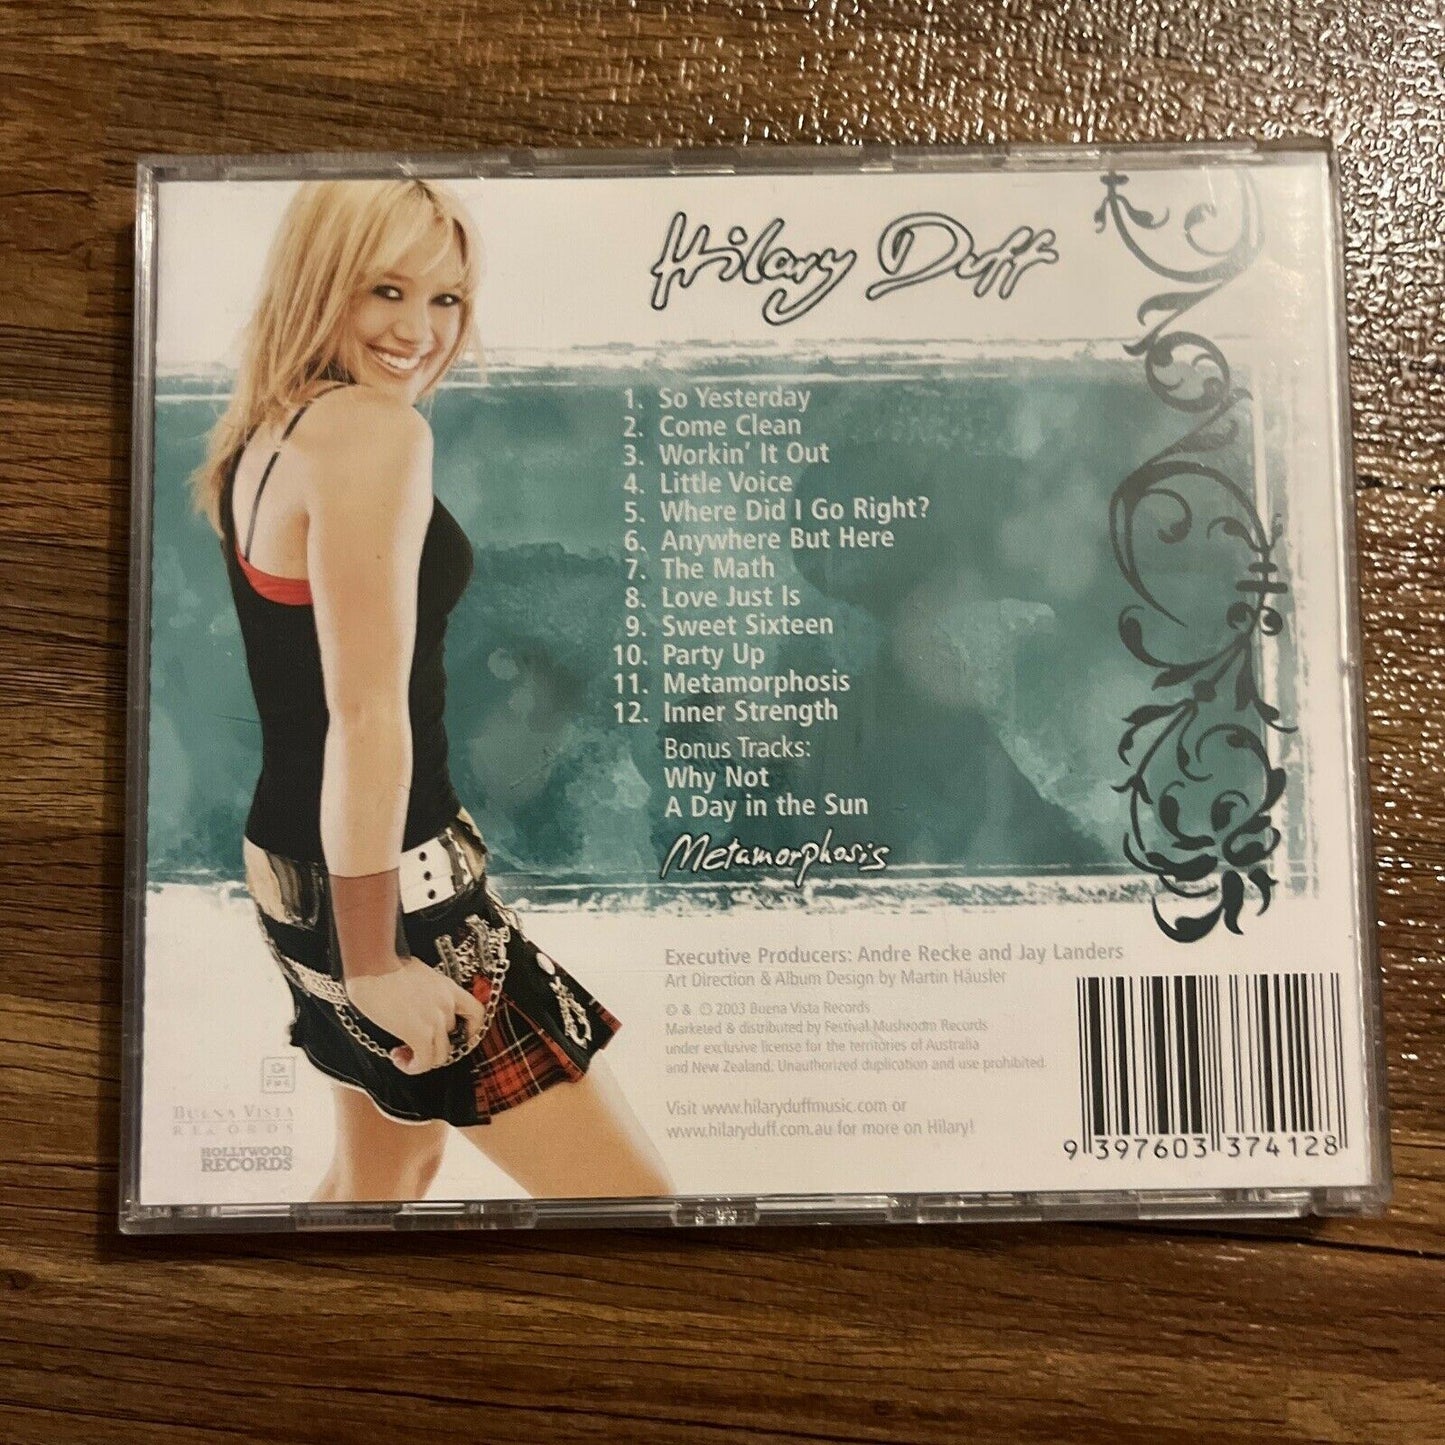 Hilary Duff
1. So Yesterday
2. Come Clean
3. Workin' It Out
4. Little Voice
5. Where Did I Go Right?
6. Anywhere But Here
7. The Math
8. Love Just Is
9. Sweet Sixteen
10. Party Up
11. Metamorphosis
12. Inner Strength
Bonus Tracks:
Why Not
A Day in the Sun
Metamorphosis
Executive Producers: Andre Recke and Jay Landers
Art Direction & Album Design by Martin Häusler
℗ & © 2003 Buena Vista Records
Marketed & distributed by Festival Mushroom Records
under exclusive license for the territories of Australia
and New Zealand. Unauthorized duplication and use prohibited.
Visit www.hilaryduffmusic.com or
www.hilaryduff.com.au for more on Hilary!
FMR
BUENA VISTA
RECORDS
HOLLYWOOD
RECORDS
9 397603 374128